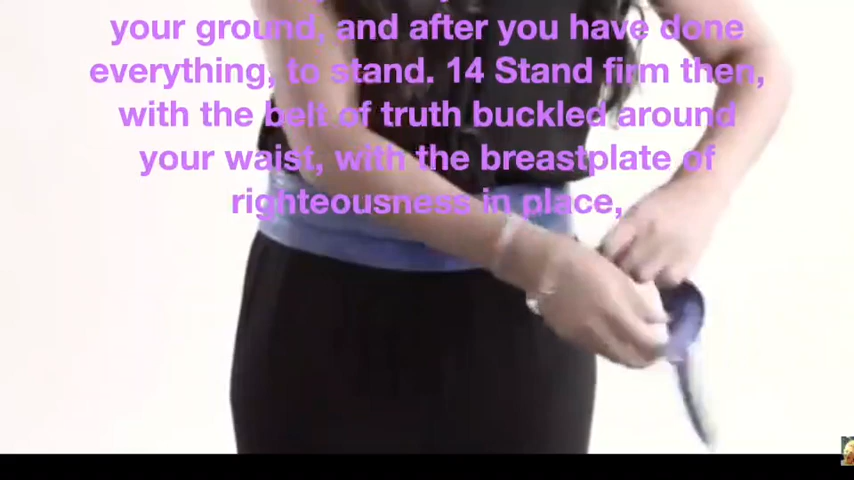 your ground, and after you have done
everything, to stand. 14 Stand firm then,
with the belt of truth buckled around
your waist, with the breastplate of
righteousness in place,